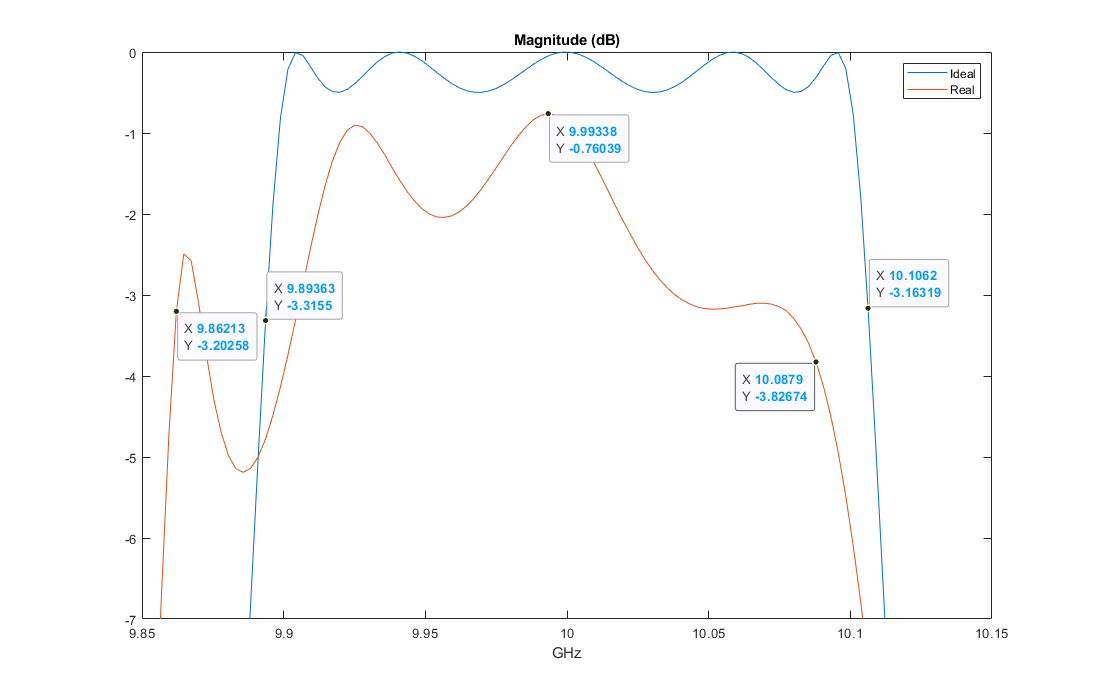 Magnitude (dB)
0
-1
-2
-3
-4
-5
-6
-7
Ideal
Real
X 9.99338
Y -0.76039
X 9.89363
Y -3.3155
X 9.86213
Y -3.20258
X 10.1062
Y -3.16319
X 10.0879
Y -3.82674
9.85 9.9 9.95 10 10.05 10.1 10.15
GHz